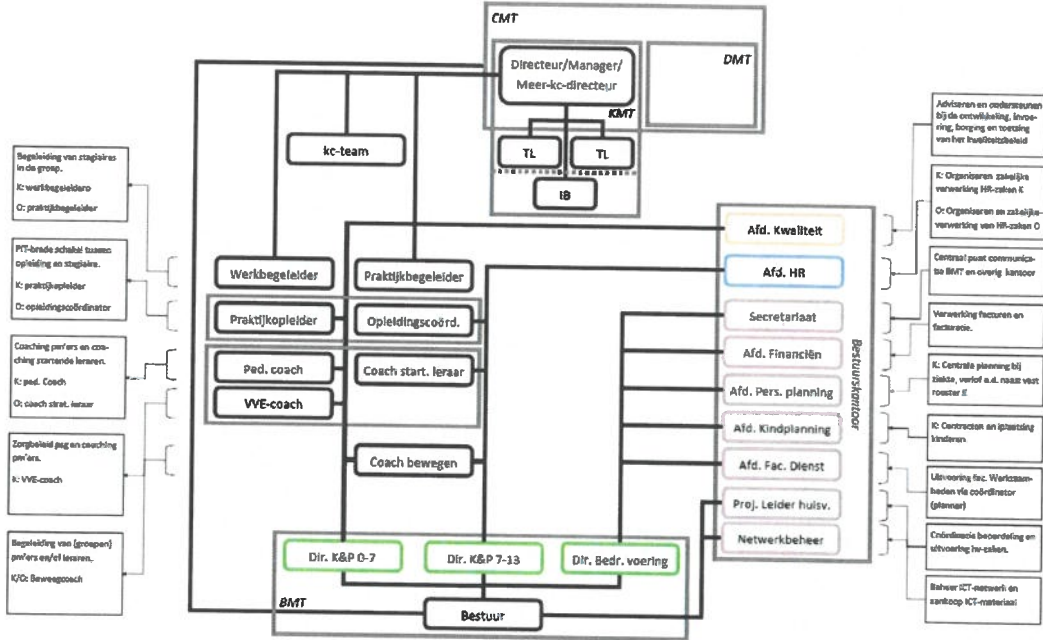 CMT
DMT
Directeur/Manager/
Meer-kc-directeur
KMT
TL
TL
IB
kc-team
Werkbegeleider
Praktijkbegeleider
Praktijkopleider
Opleidingscoörd.
Ped. coach
Coach start. leraar
VVE-coach
Coach bewegen
Dir. K&P 0-7
Dir. K&P 7-13
Dir. Bedr. voering
BMT
Bestuur
Afd. Kwaliteit
Afd. HR
Secretariaat
Afd. Financiën
Afd. Pers. planning
Afd. Kindplanning
Afd. Fac. Dienst
Proj. Leider huisv.
Netwerkbeheer
Bestuurskantoor
Begeleiding van stagiaires
in de groep.
K: werkbegeleiders
O: praktijkbegeleider
PIT-brede schakel tussen
opleiding en stagiaire.
K: praktijkopleider
O: opleidingscoördinator
Coaching pm'ers en coa-
ching startende leraren.
K: ped. Coach
O: coach strat. leraar
Zorgbeleid psg en coaching
pm'ers.
K: VVE-coach
Begeleiding van (groepen)
pm'ers en/of leraren.
K/O: Beweegcoach
Adviseren en ondersteunen
bij de ontwikkeling, invoe-
ring, borging en toetsing
van het kwaliteitsbeleid
K: Organiseren zakelijke
verwerking HR-zaken K
O: Organiseren en zakelijke
verwerking van HR-zaken O
Centraal punt communica-
tie BMT en overig kantoor
Verwerking facturen en
facturatie.
K: Centrale planning bij
ziekte, verlof e.d. naast vast
rooster K
K: Contracten en plaatsing
kinderen
Uitvoering fac. Werkzaam-
heden via coördinator
(planner)
Coördinatie beoordeling en
uitvoering hv-zaken.
Beheer ICT-netwerk en
aankoop ICT-materiaal